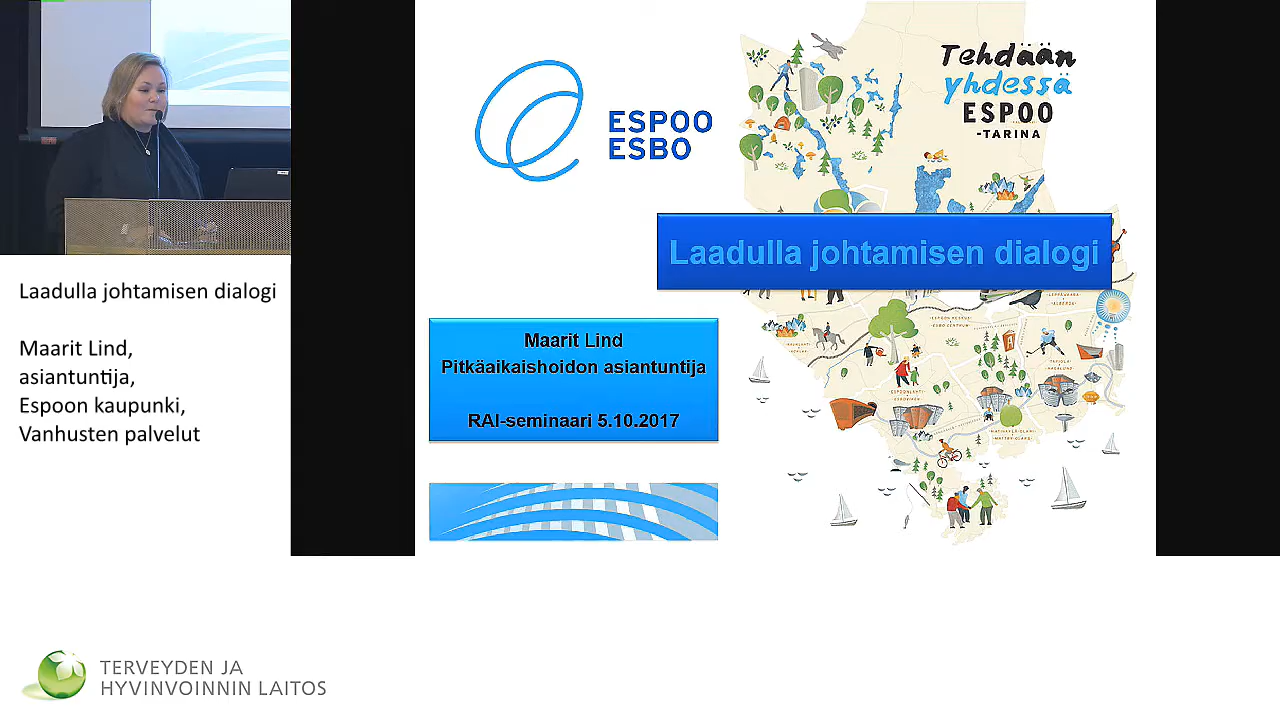 Laadulla johtamisen dialogi
Maarit Lind,
asiantuntija,
Espoon kaupunki,
Vanhusten palvelut
ESPOO
ESBO
Tehdään
yhdessä
ESPOO
-TARINA
Laadulla johtamisen dialogi
Maarit Lind
Pitkäaikaishoidon asiantuntija
RAI-seminaari 5.10.2017
TERVEYDEN JA
HYVINVOINNIN LAITOS